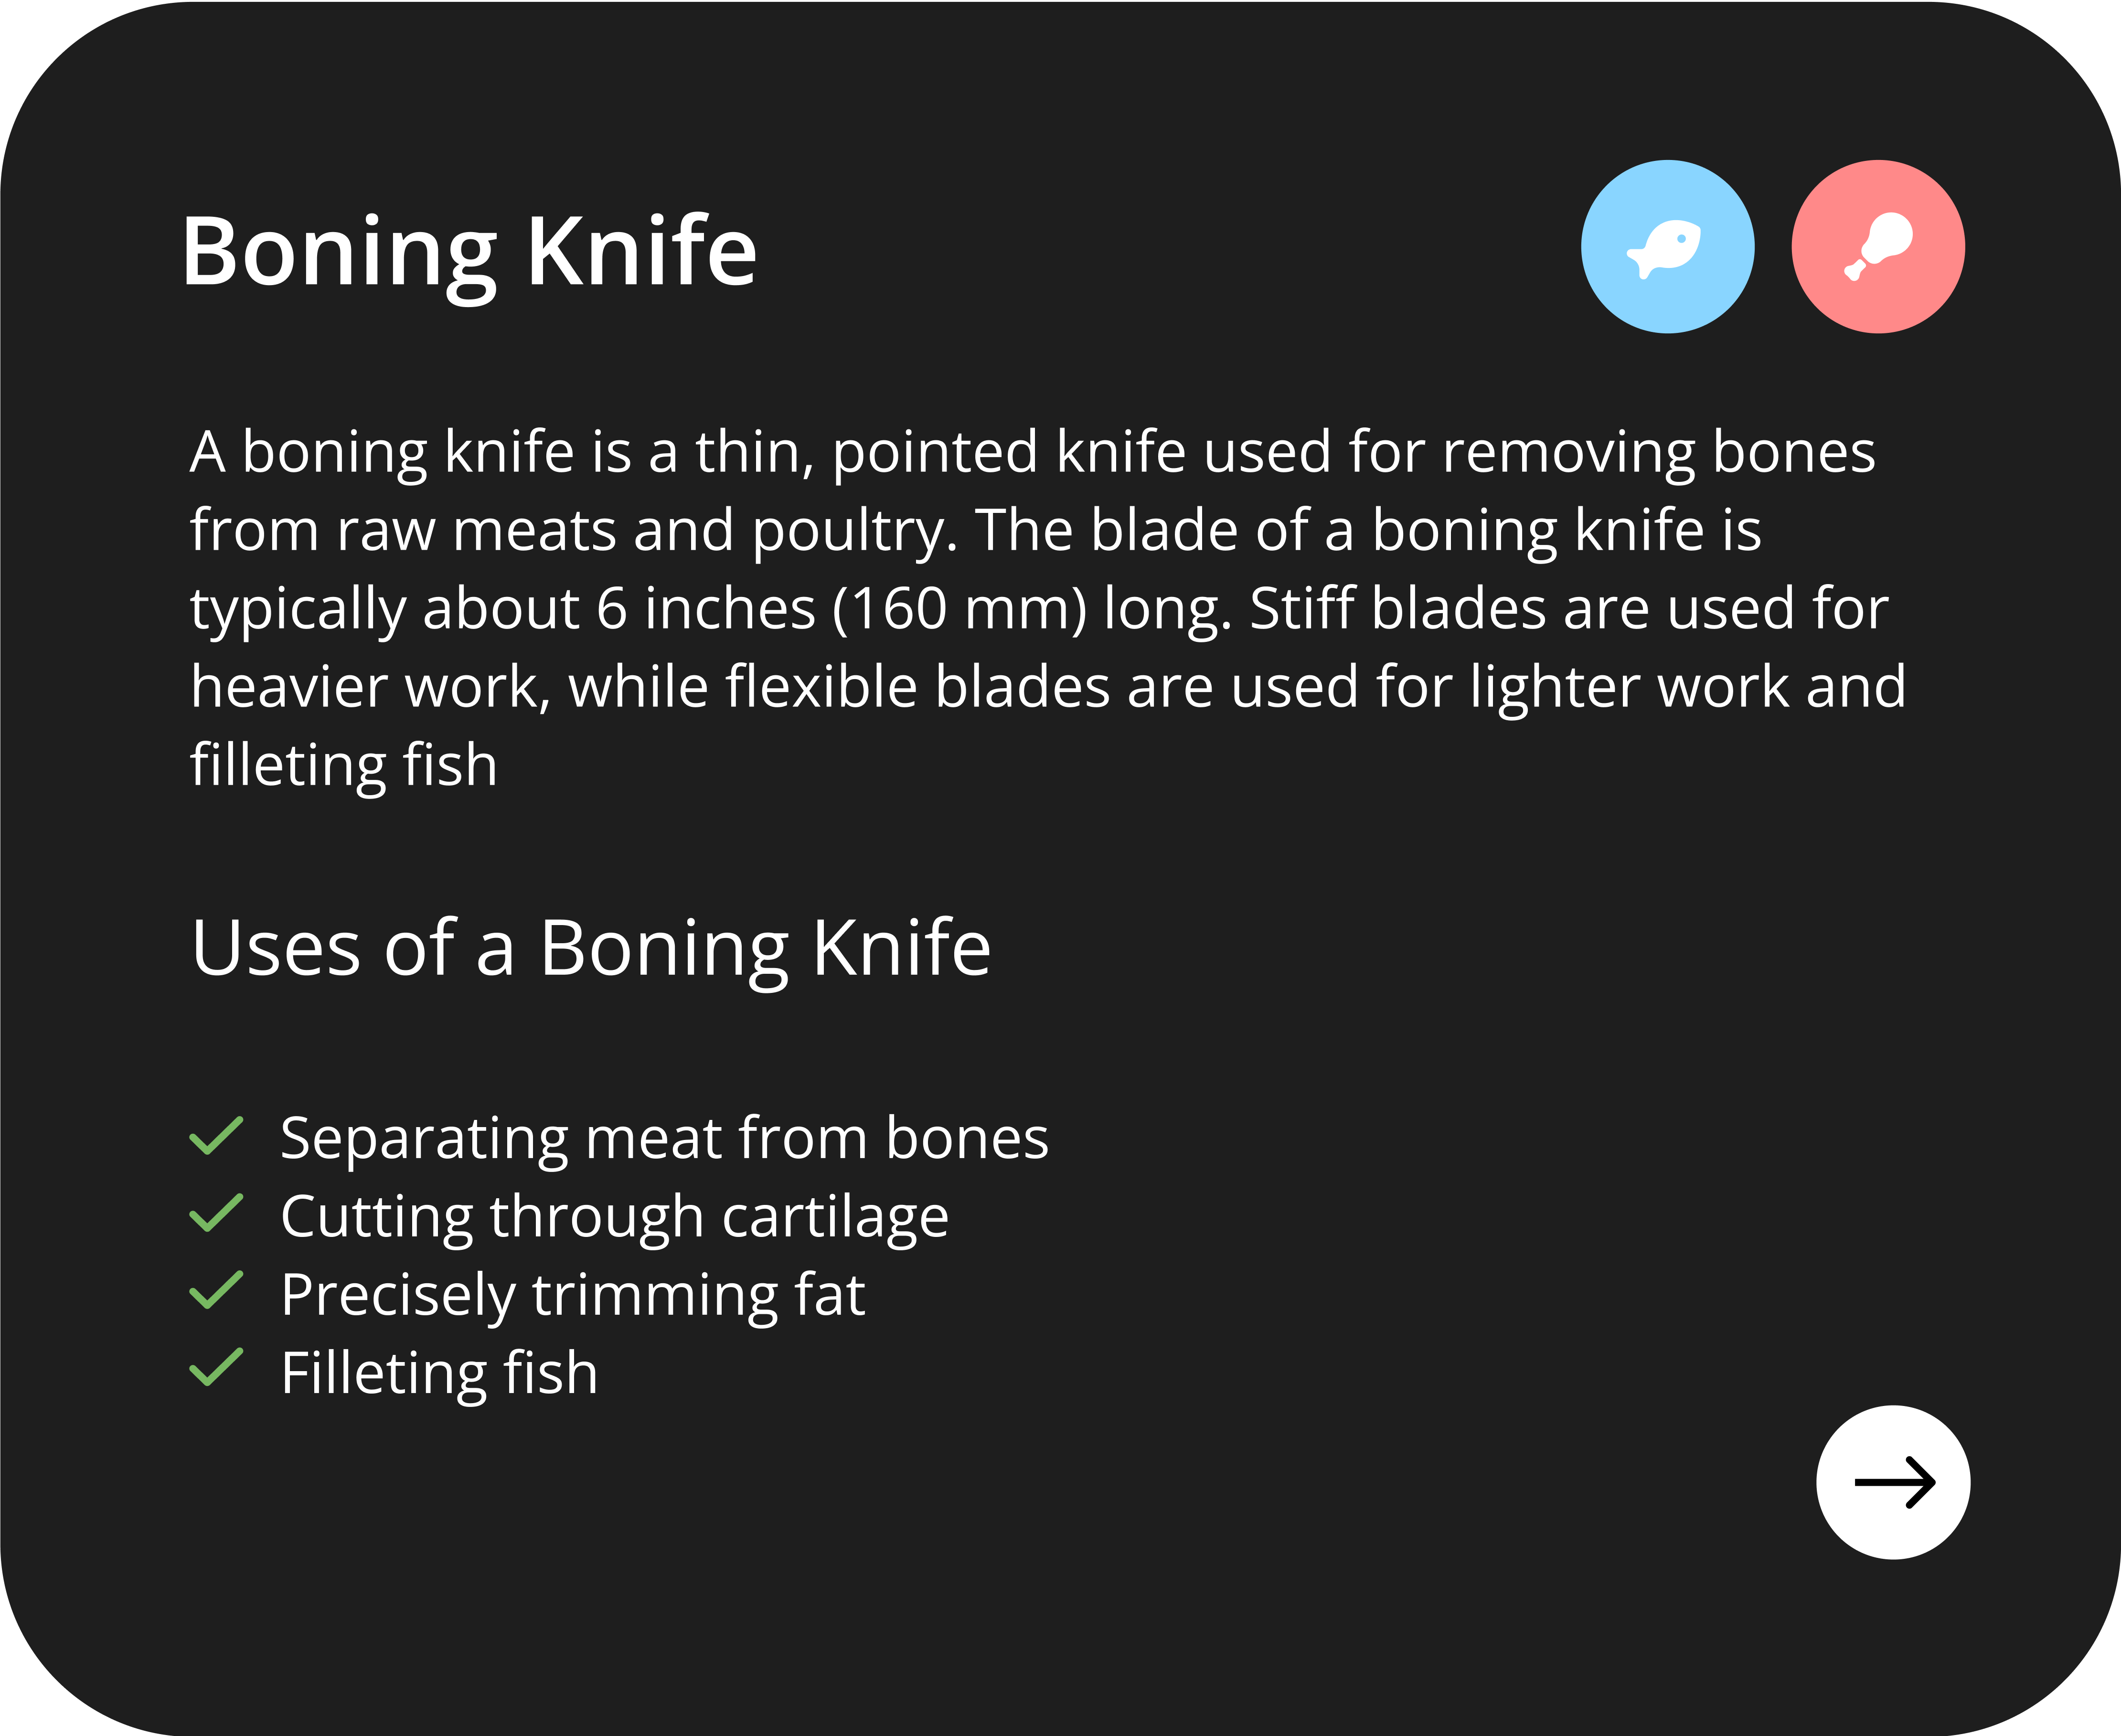 Boning Knife
A boning knife is a thin, pointed knife used for removing bones
from raw meats and poultry. The blade of a boning knife is
typically about 6 inches (160 mm) long. Stiff blades are used for
heavier work, while flexible blades are used for lighter work and
filleting fish
Uses of a Boning Knife
Separating meat from bones
Cutting through cartilage
Precisely trimming fat
Filleting fish